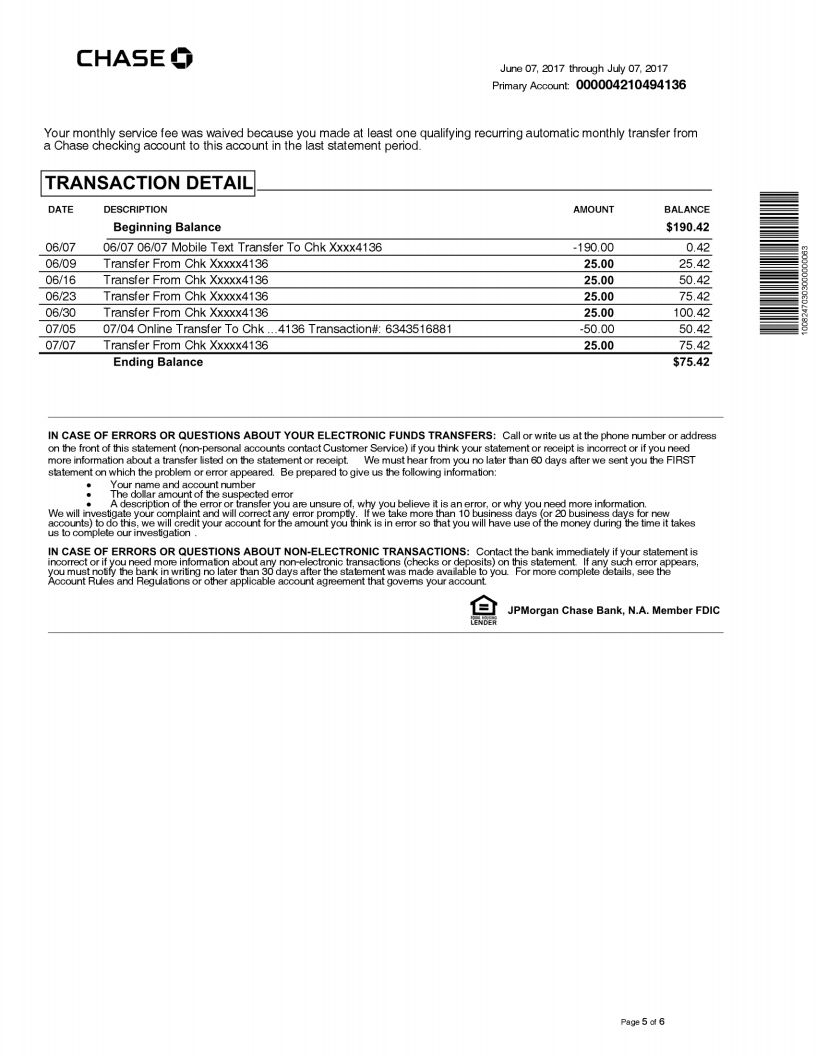 CHASE
June 07, 2017 through July 07, 2017
Primary Account: 000004210494136
Your monthly service fee was waived because you made at least one qualifying recurring automatic monthly transfer from
a Chase checking account to this account in the last statement period.
TRANSACTION DETAIL
DATE DESCRIPTION AMOUNT BALANCE
Beginning Balance $190.42
06/07 06/07 06/07 Mobile Text Transfer To Chk Xxxx4136 -190.00 0.42
06/09 Transfer From Chk Xxxxx4136 25.00 25.42
06/16 Transfer From Chk Xxxxx4136 25.00 50.42
06/23 Transfer From Chk Xxxxx4136 25.00 75.42
06/30 Transfer From Chk Xxxxx4136 25.00 100.42
07/05 07/04 Online Transfer To Chk ...4136 Transaction#: 6343516881 -50.00 50.42
07/07 Transfer From Chk Xxxxx4136 25.00 75.42
Ending Balance $75.42
10082470303000000063
IN CASE OF ERRORS OR QUESTIONS ABOUT YOUR ELECTRONIC FUNDS TRANSFERS: Call or write us at the phone number or address
on the front of this statement (non-personal accounts contact Customer Service) if you think your statement or receipt is incorrect or if you need
more information about a transfer listed on the statement or receipt. We must hear from you no later than 60 days after we sent you the FIRST
statement on which the problem or error appeared. Be prepared to give us the following information:
• Your name and account number
• The dollar amount of the suspected error
• A description of the error or transfer you are unsure of, why you believe it is an error, or why you need more information.
We will investigate your complaint and will correct any error promptly. If we take more than 10 business days (or 20 business days for new
accounts) to do this, we will credit your account for the amount you think is in error so that you will have use of the money during the time it takes
us to complete our investigation .
IN CASE OF ERRORS OR QUESTIONS ABOUT NON-ELECTRONIC TRANSACTIONS: Contact the bank immediately if your statement is
incorrect or if you need more information about any non-electronic transactions (checks or deposits) on this statement. If any such error appears,
you must notify the bank in writing no later than 30 days after the statement was made available to you. For more complete details, see the
Account Rules and Regulations or other applicable account agreement that governs your account.
EQUAL HOUSING
LENDER
JPMorgan Chase Bank, N.A. Member FDIC
Page 5 of 6